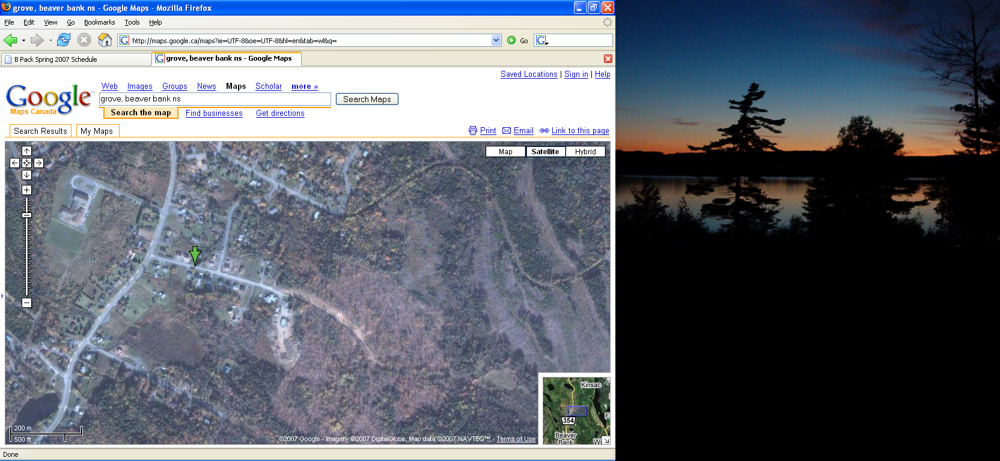 grove, beaver bank ns - Google Maps - Mozilla Firefox
File Edit View Go Bookmarks Tools Help
G http://maps.google.ca/maps?ie=UTF-8&oe=UTF-8&hl=en&tab=wl&q= Go G
B Pack Spring 2007 Schedule
G grove, beaver bank ns - Google Maps
Saved Locations | Sign in | Help
Google™
Maps Canada
Web Images Groups News Maps Scholar more »
grove, beaver bank ns Search Maps
Search the map Find businesses Get directions
Search Results My Maps Print Email Link to this page
Map Satellite Hybrid
Kinsac
354
Beaver
Bank
Wi
F
200 m
500 ft
©2007 Google - Imagery ©2007 DigitalGlobe, Map data ©2007 NAVTEQ™ - Terms of Use
Done